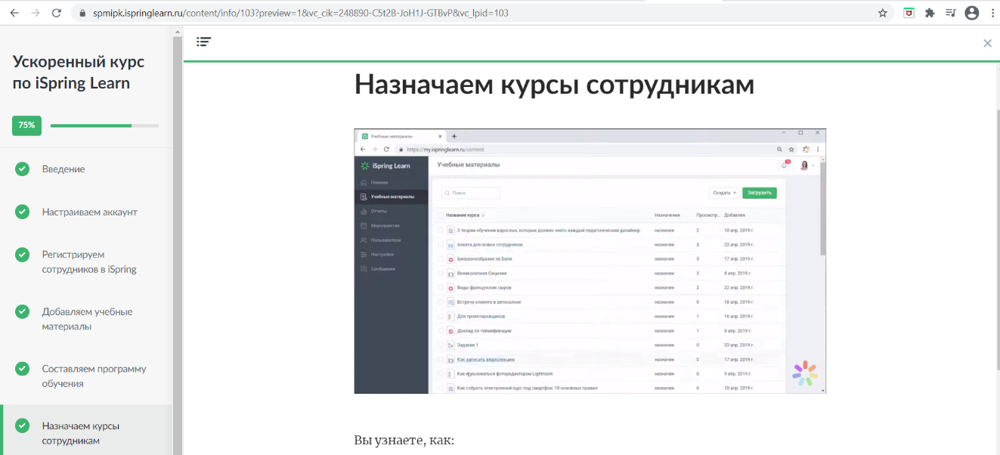 spmipk.ispringlearn.ru/content/info/103?preview=1&vc_cik=248890-C5t2B-JoH1J-GTBvP&vc_lpid=103
Ускоренный курс
по iSpring Learn
75%
Введение
Настраиваем аккаунт
Регистрируем
сотрудников в iSpring
Добавляем учебные
материалы
Составляем программу
обучения
Назначаем курсы
сотрудникам
Назначаем курсы сотрудникам
Учебные материалы
https://my.ispringlearn.ru/content
iSpring Learn
Главная
Учебные материалы
Отчеты
Мероприятия
Пользователи
Настройки
Сообщения
Учебные материалы
Поиск
Создать
Загрузить
Название курса ↓ Назначения Просмотр... Добавлен
3 теории обучения взрослых, которые должен знать каждый педагогический дизайнер назначен 2 10 апр. 2019 г.
Анкета для новых сотрудников назначен 3 22 апр. 2019 г.
Биоразнообразие на Бали назначен 5 17 апр. 2019 г.
Великолепная Сицилия назначен 3 8 апр. 2019 г.
Виды французских сыров назначен 2 22 апр. 2019 г.
Встреча клиента в автосалоне назначен 0 18 апр. 2019 г.
Для проектировщиков назначен 1 16 апр. 2019 г.
Доклад по геймификации назначен 1 8 апр. 2019 г.
Задание 1 назначен 0 23 апр. 2019 г.
Как записать видеолекцию назначен 0 17 апр. 2019 г.
Как пользоваться фоторедактором Lightroom назначен 0 9 апр. 2019 г.
Как собрать электронный курс под смартфон: 10 основных правил назначен 6 10 апр. 2019 г.
Вы узнаете, как: